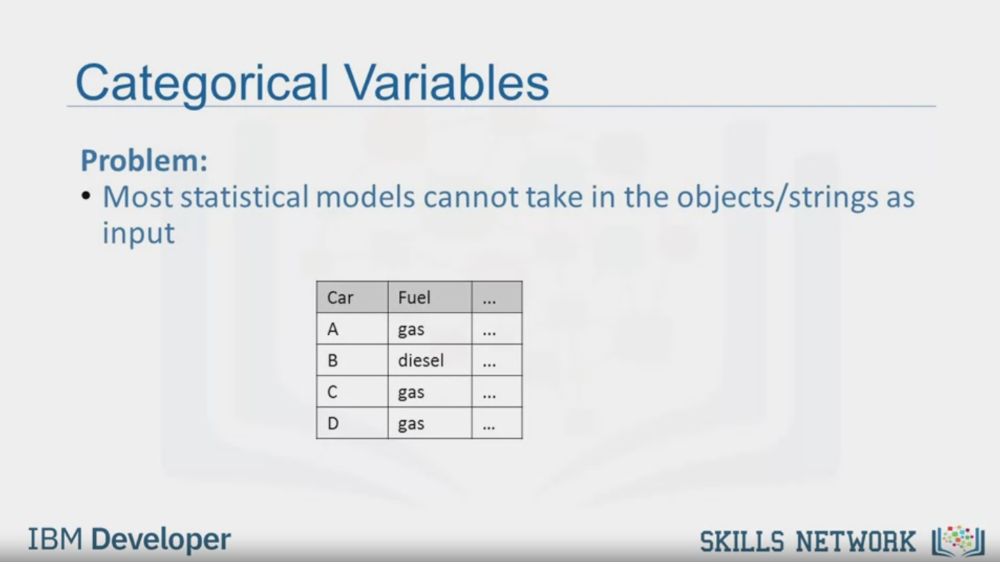 Categorical Variables
Problem:
• Most statistical models cannot take in the objects/strings as
input
Car Fuel ...
A gas ...
B diesel ...
C gas ...
D gas ...
IBM Developer
SKILLS NETWORK